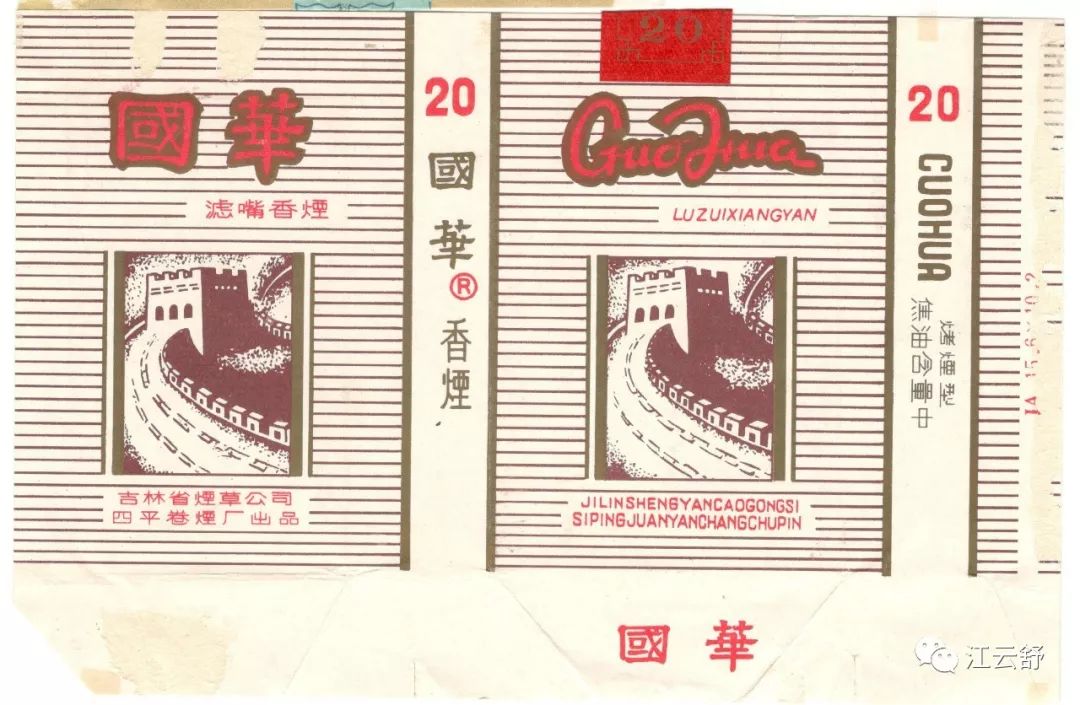 國華
滤嘴香煙
吉林省煙草公司
四平卷煙厂出品
20
國華®香煙
20
GuoHua
LUZUIXIANGYAN
JILINSHENGYANCAOGONGSI
SIPINGJUANYANCHANGCHUPIN
20
GUOHUA
烤煙型
焦油含量中
國華
江云舒